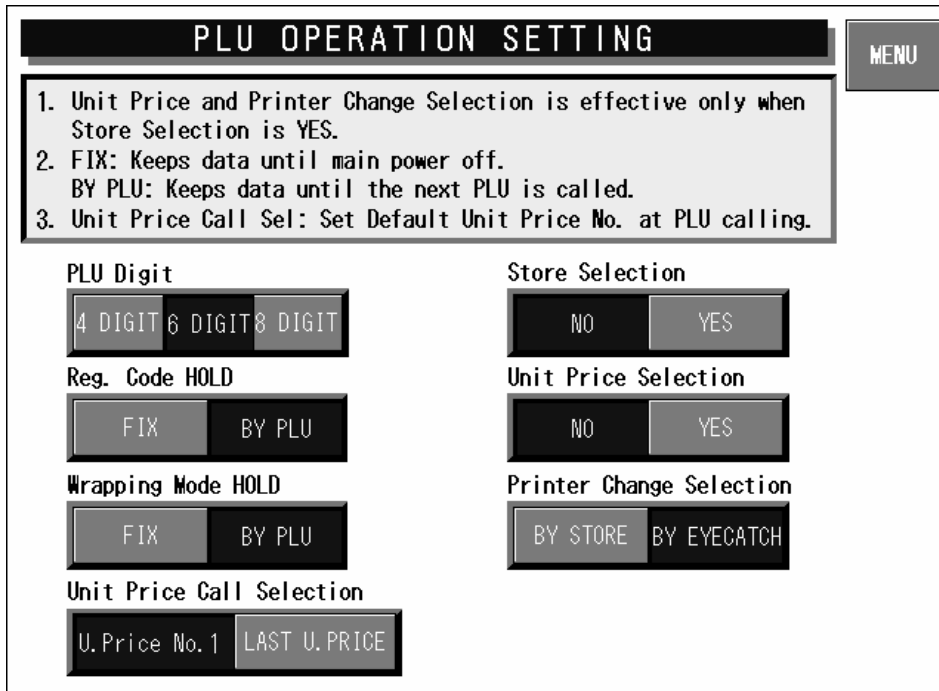 PLU OPERATION SETTING
MENU
1. Unit Price and Printer Change Selection is effective only when
Store Selection is YES.
2. FIX: Keeps data until main power off.
BY PLU: Keeps data until the next PLU is called.
3. Unit Price Call Sel: Set Default Unit Price No. at PLU calling.
PLU Digit
4 DIGIT 6 DIGIT 8 DIGIT
Reg. Code HOLD
FIX BY PLU
Wrapping Mode HOLD
FIX BY PLU
Unit Price Call Selection
U.Price No.1 LAST U.PRICE
Store Selection
NO YES
Unit Price Selection
NO YES
Printer Change Selection
BY STORE BY EYECATCH